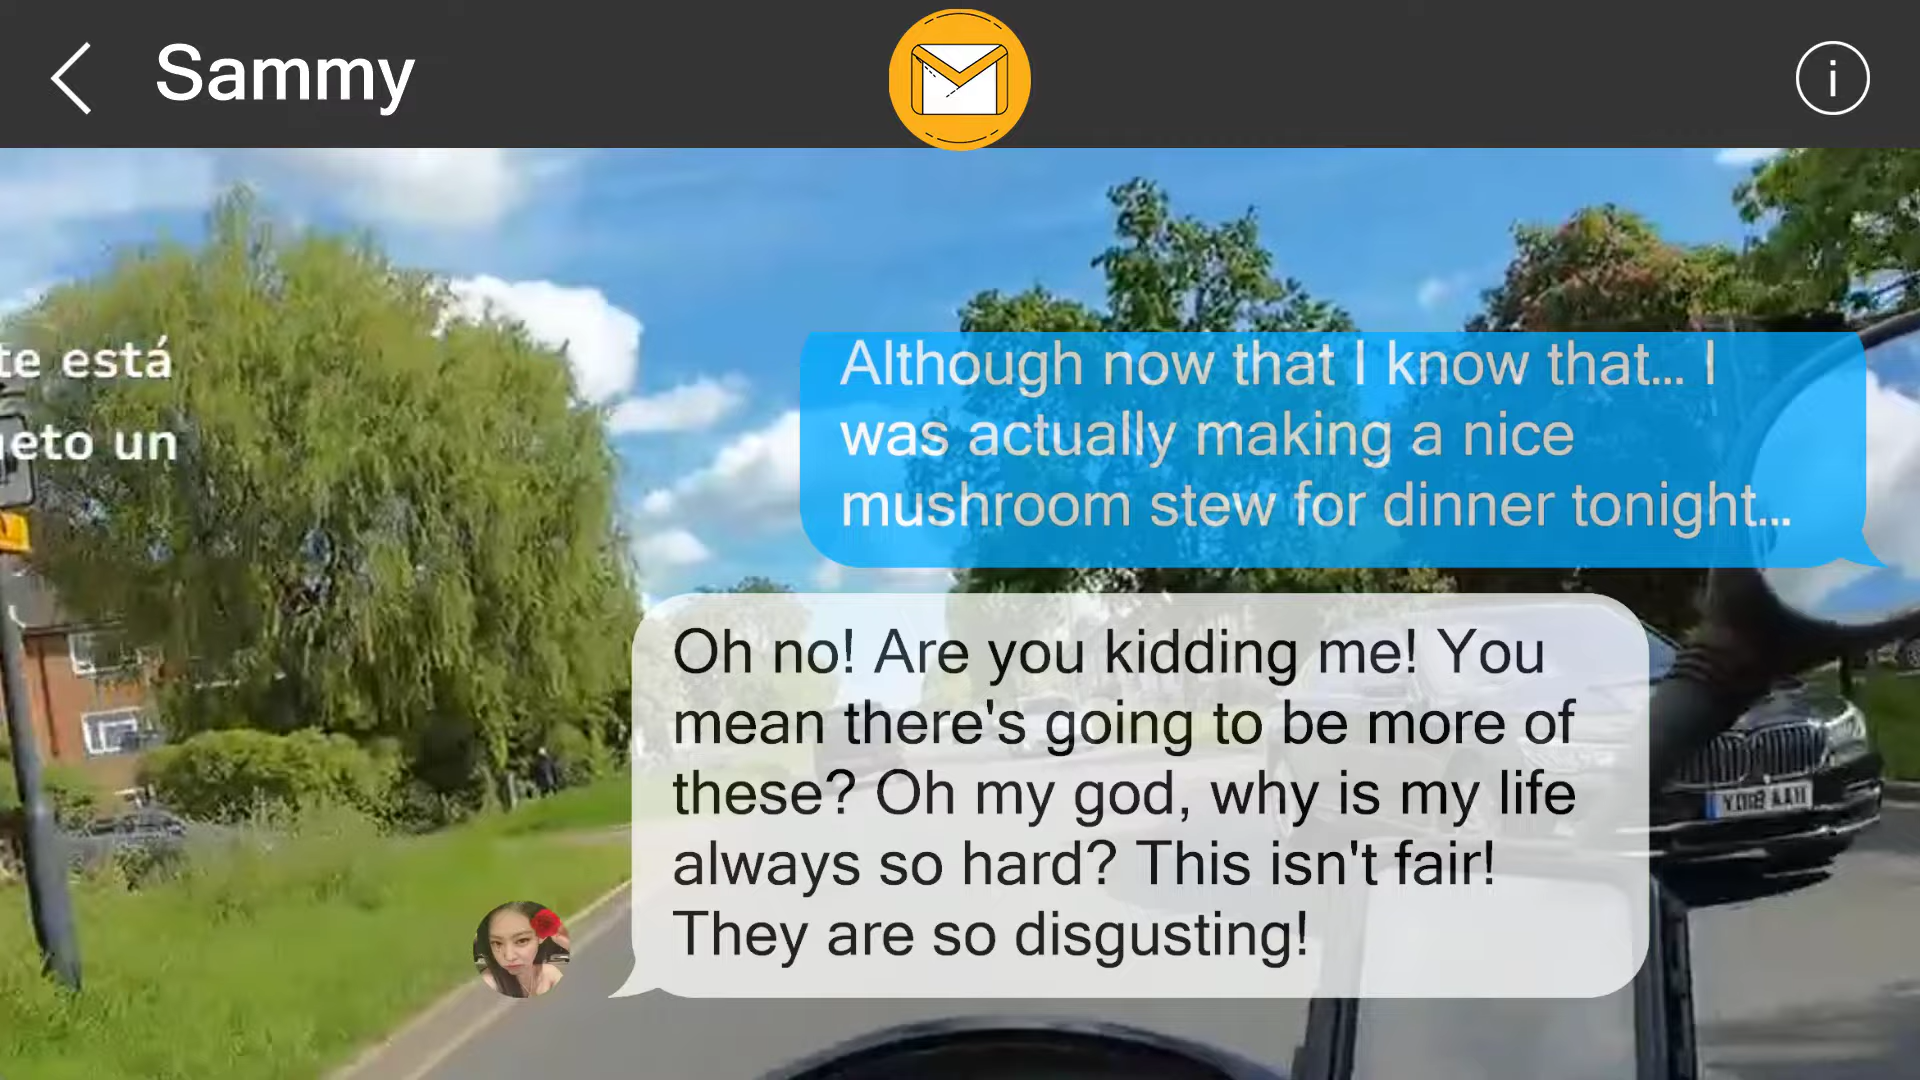 Sammy
i
te está
eto un
Although now that I know that... I
was actually making a nice
mushroom stew for dinner tonight...
Oh no! Are you kidding me! You
mean there's going to be more of
these? Oh my god, why is my life
always so hard? This isn't fair!
They are so disgusting!